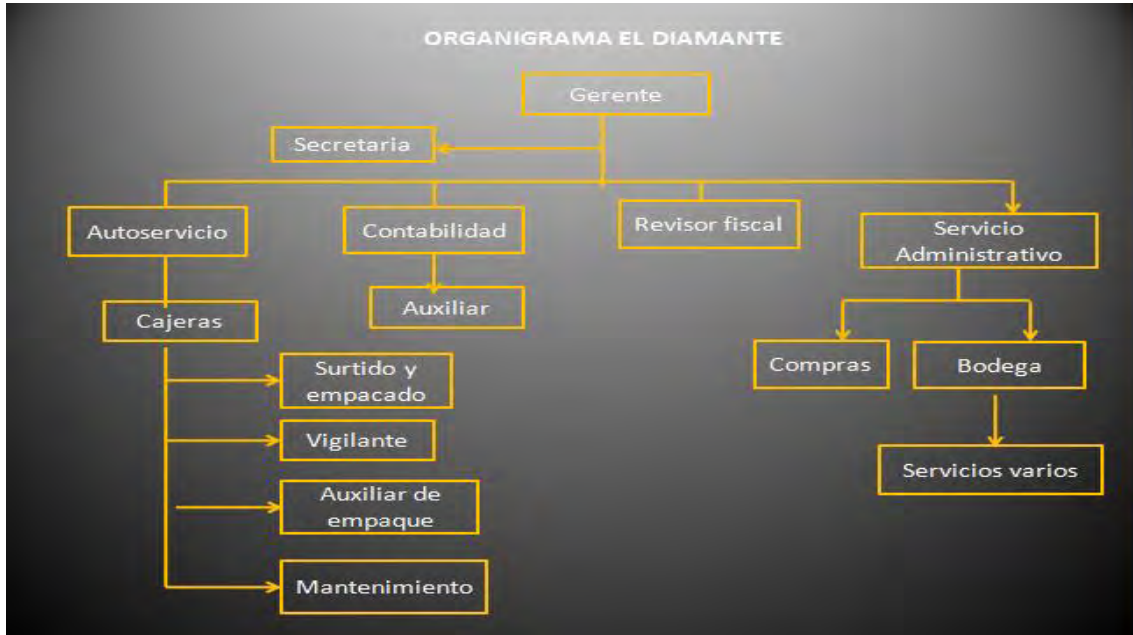 ORGANIGRAMA EL DIAMANTE
Gerente
Secretaria
Autoservicio
Contabilidad
Revisor fiscal
Servicio
Administrativo
Cajeras
Auxiliar
Compras
Bodega
Surtido y
empacado
Vigilante
Servicios varios
Auxiliar de
empaque
Mantenimiento